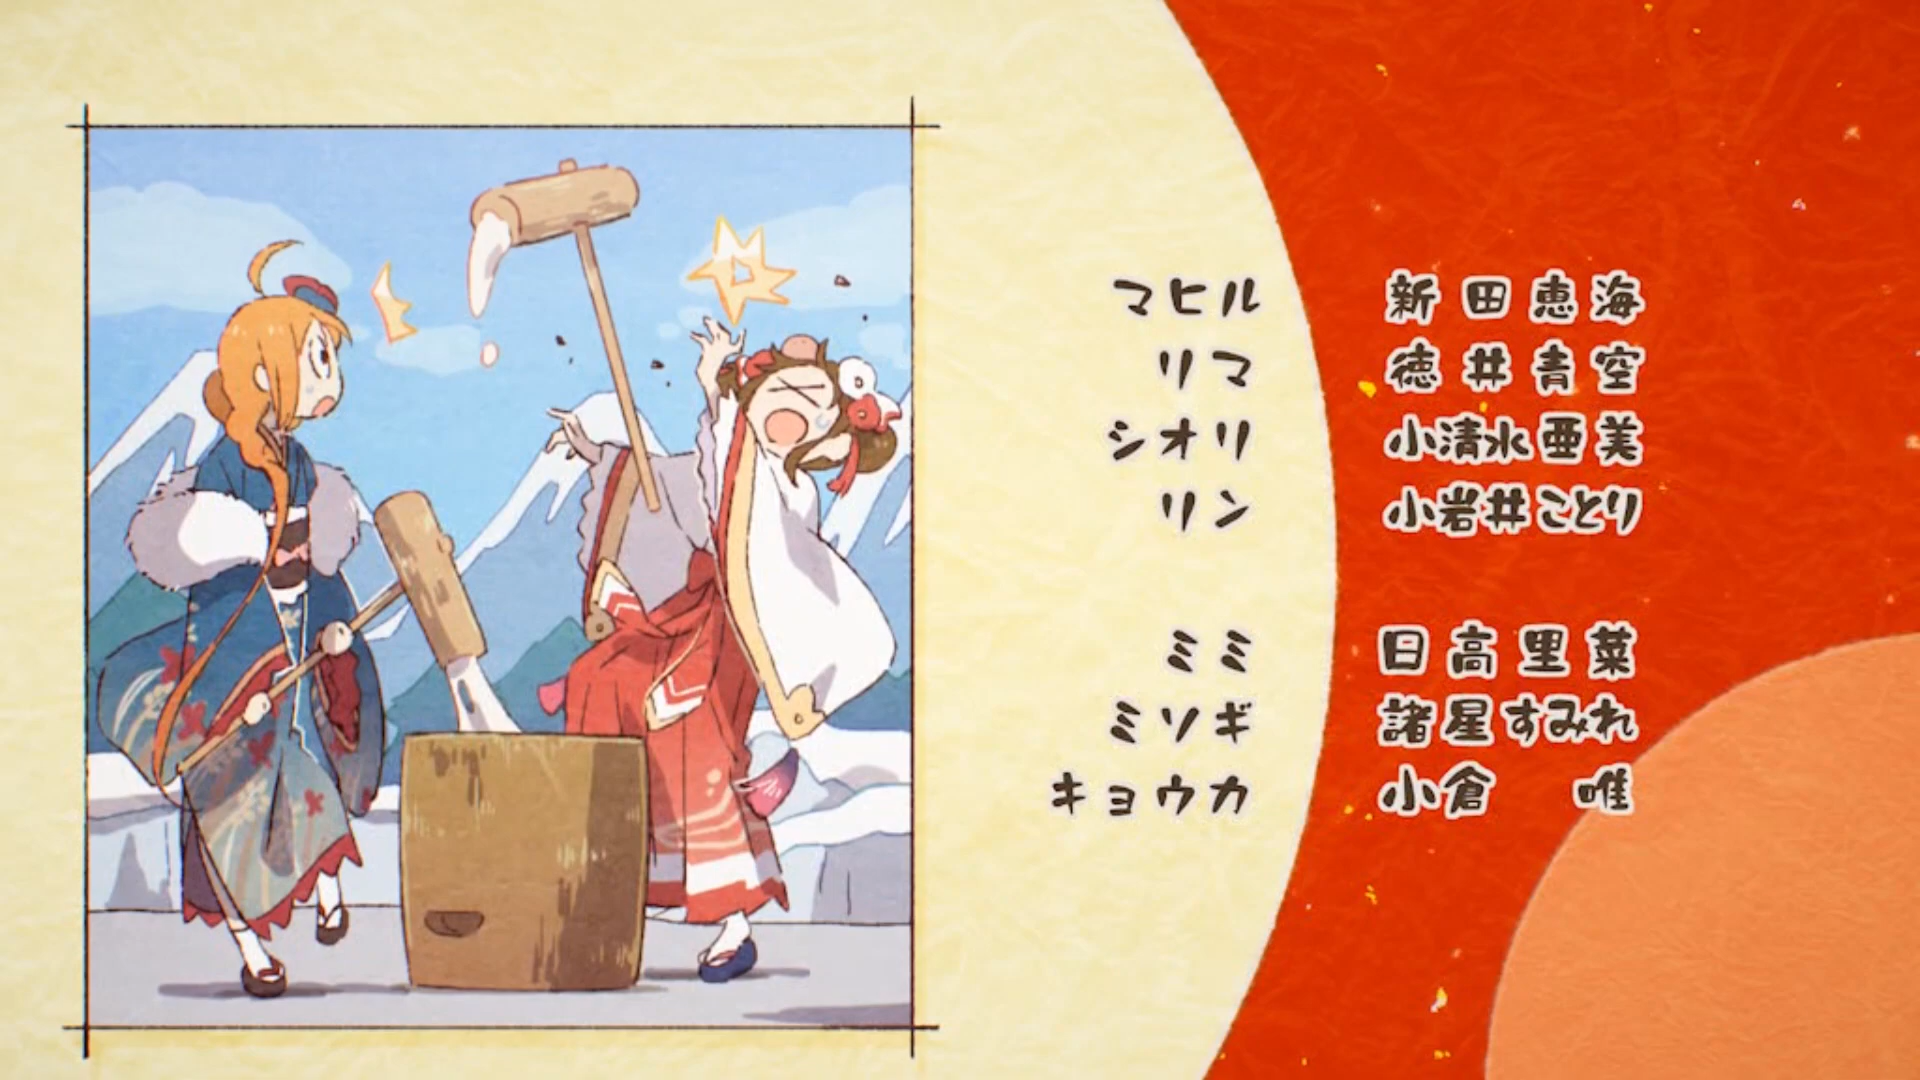 マヒル 新田恵海
リマ 徳井青空
シオリ 小清水亜美
リン 小岩井ことり
ミミ 日高里菜
ミソギ 諸星すみれ
キョウカ 小倉 唯